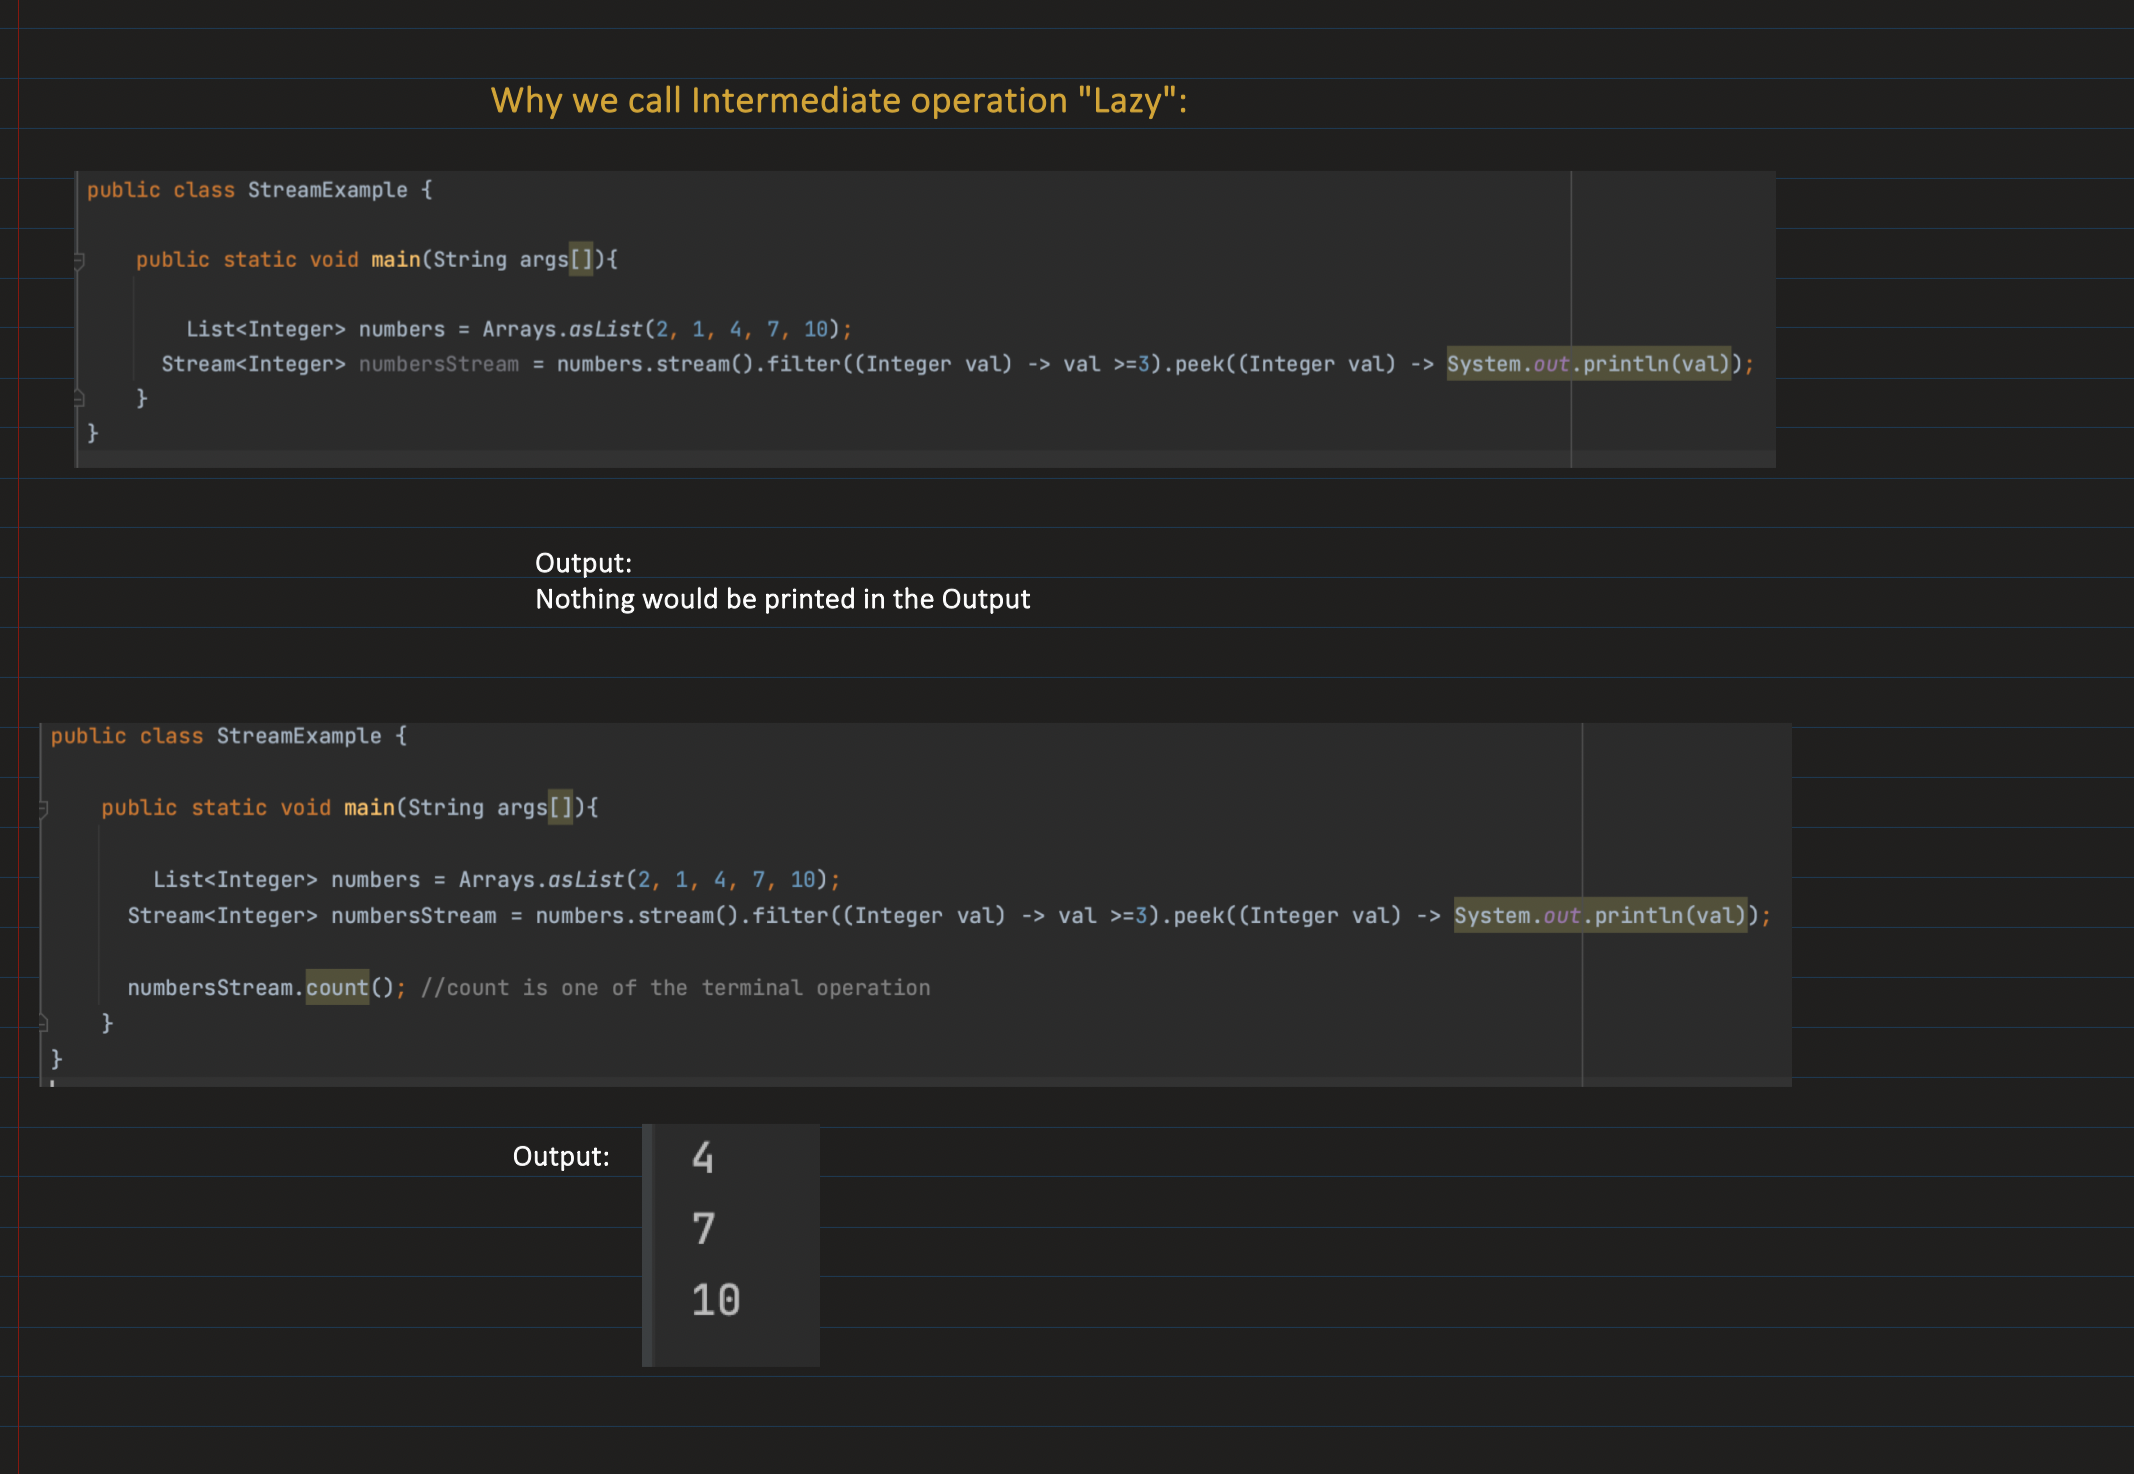 Why we call Intermediate operation "Lazy":
public class StreamExample {
public static void main(String args[]){
List<Integer> numbers = Arrays.asList(2, 1, 4, 7, 10);
Stream<Integer> numbersStream = numbers.stream().filter((Integer val) -> val >=3).peek((Integer val) -> System.out.println(val));
}
}
Output:
Nothing would be printed in the Output
public class StreamExample {
public static void main(String args[]){
List<Integer> numbers = Arrays.asList(2, 1, 4, 7, 10);
Stream<Integer> numbersStream = numbers.stream().filter((Integer val) -> val >=3).peek((Integer val) -> System.out.println(val));
numbersStream.count(); //count is one of the terminal operation
}
}
Output:
4
7
10